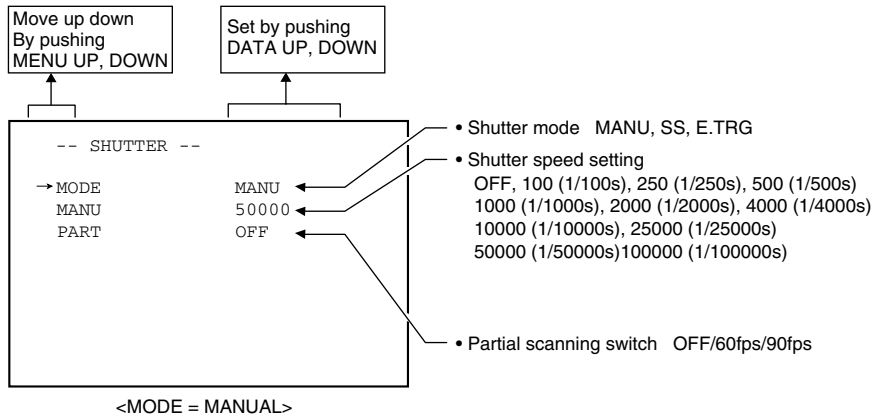 Move up down
By pushing
MENU UP, DOWN
Set by pushing
DATA UP, DOWN
-- SHUTTER --
→MODE MANU
MANU 50000
PART OFF
• Shutter mode MANU, SS, E.TRG
• Shutter speed setting
OFF, 100 (1/100s), 250 (1/250s), 500 (1/500s)
1000 (1/1000s), 2000 (1/2000s), 4000 (1/4000s)
10000 (1/10000s), 25000 (1/25000s)
50000 (1/50000s)100000 (1/100000s)
• Partial scanning switch OFF/60fps/90fps
<MODE = MANUAL>